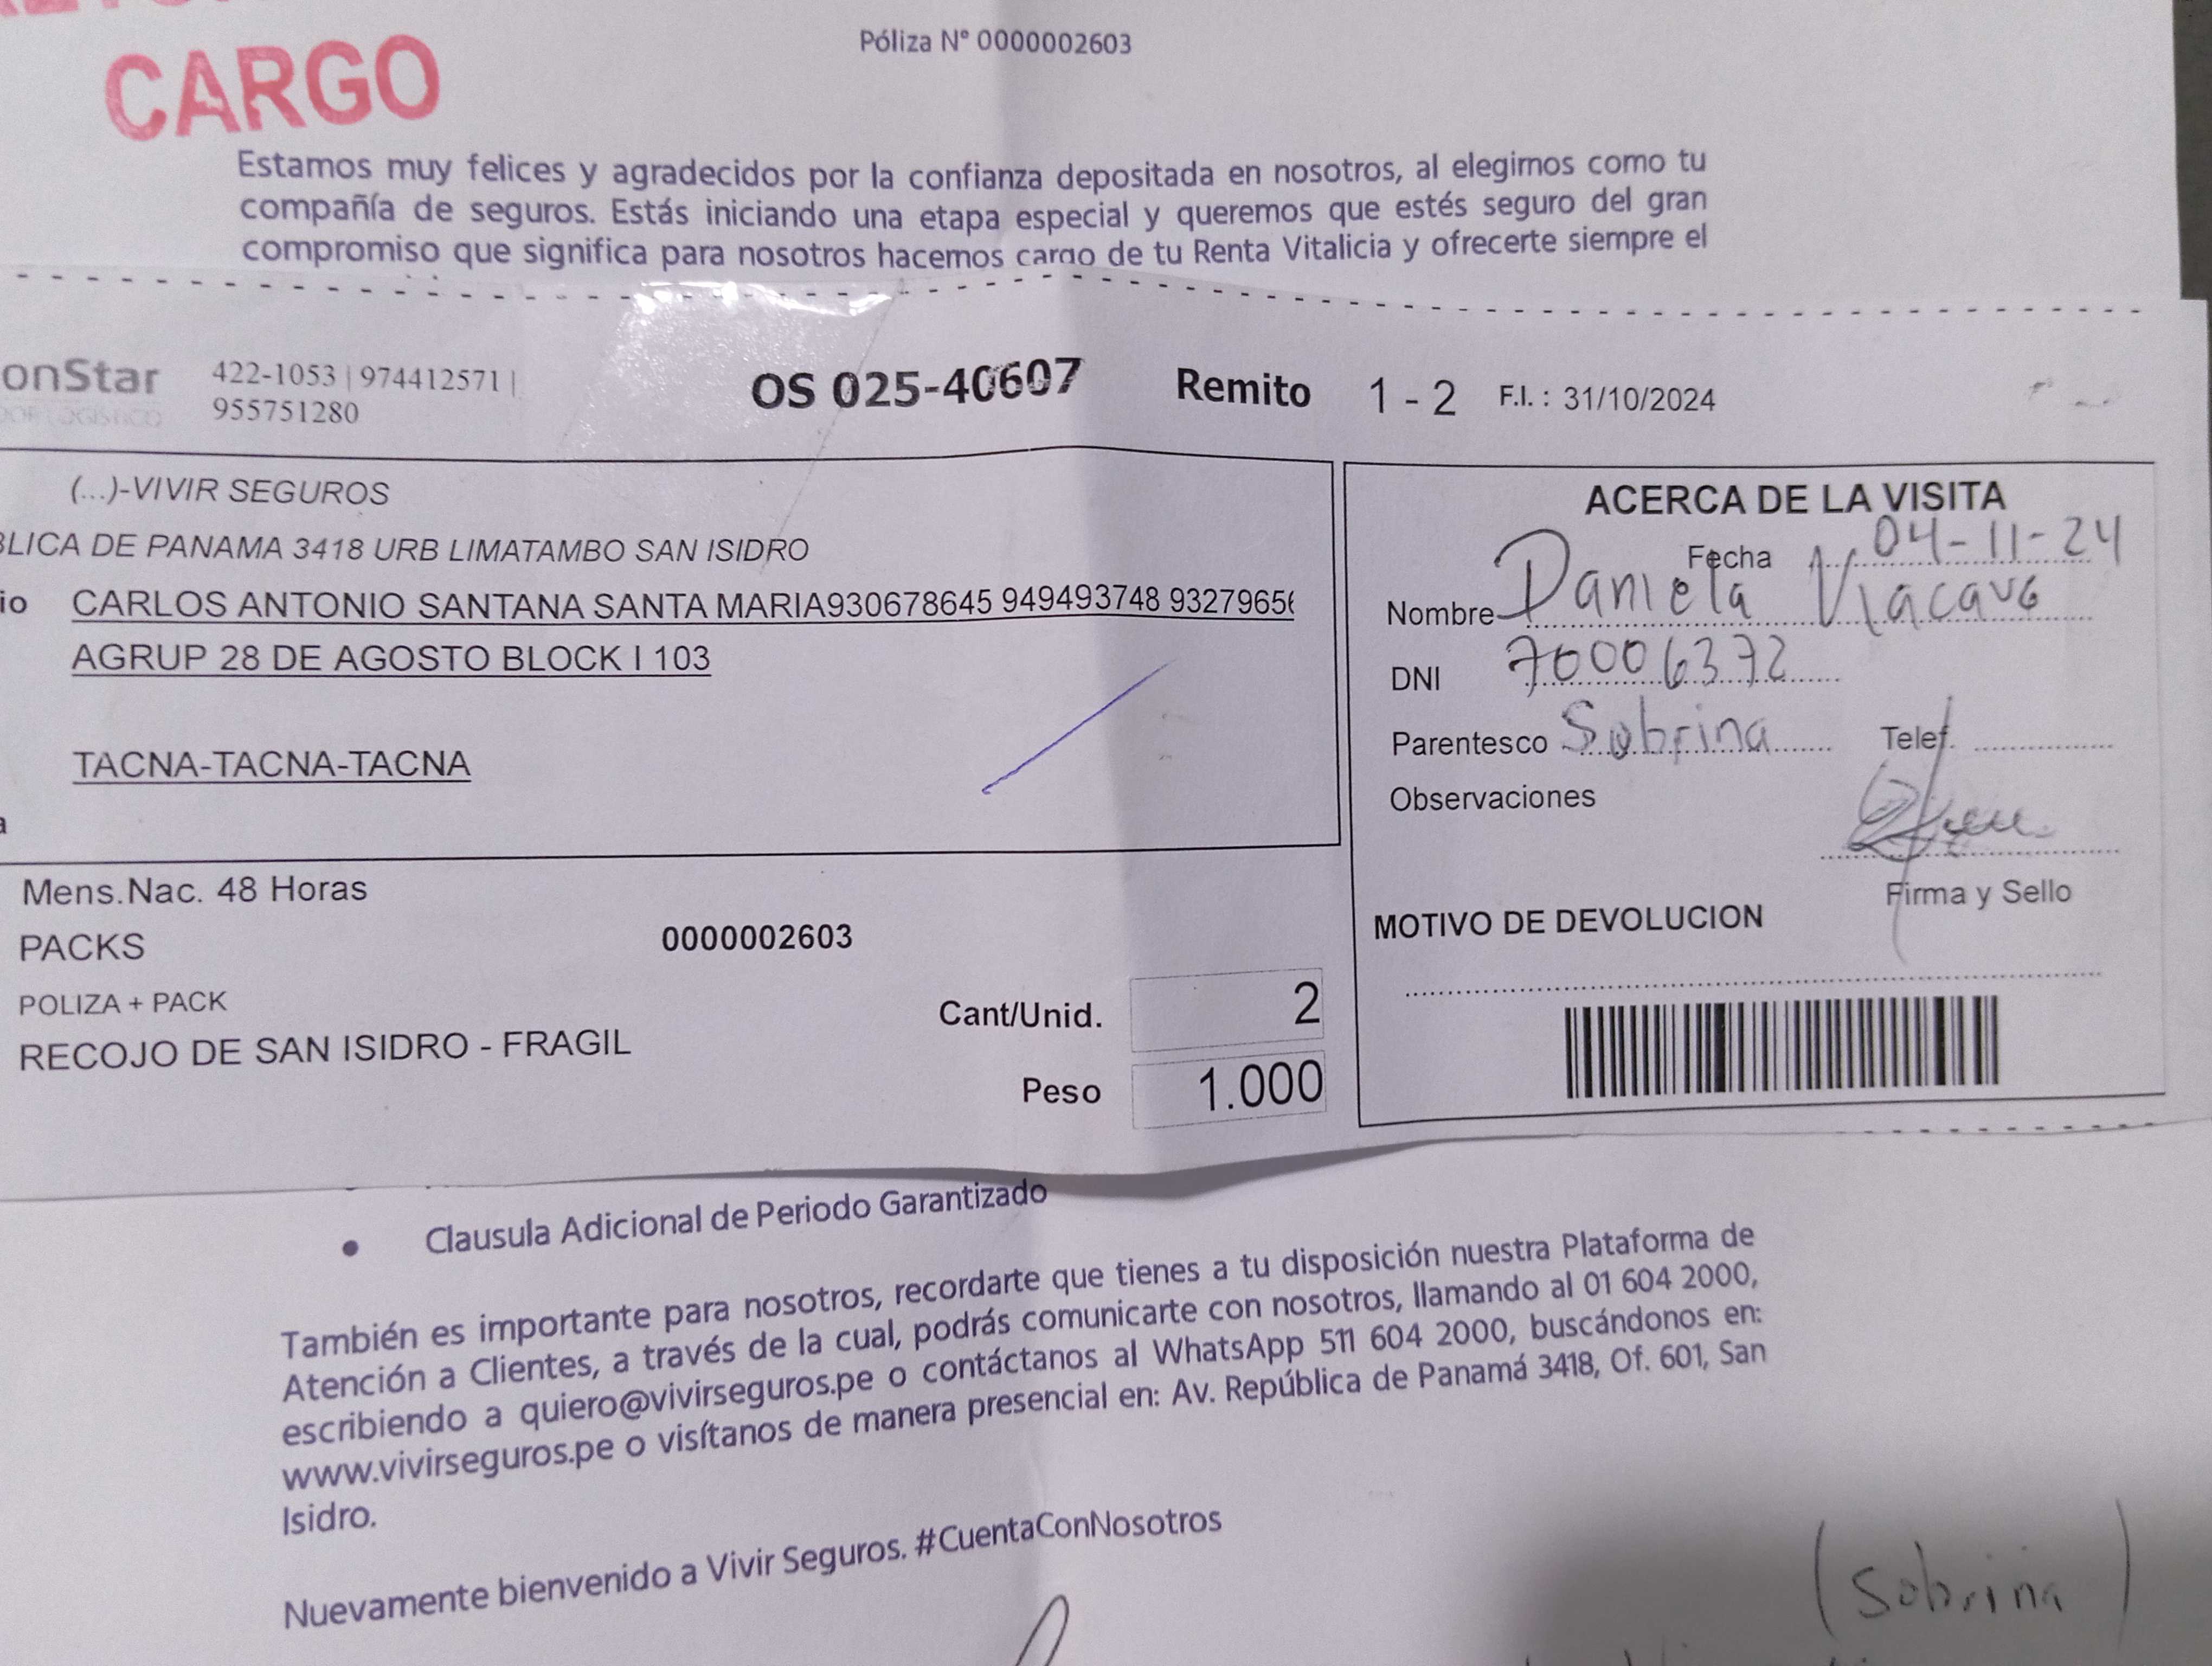 CARGO
Póliza N° 0000002603
Estamos muy felices y agradecidos por la confianza depositada en nosotros, al elegirnos como tu
compañía de seguros. Estás iniciando una etapa especial y queremos que estés seguro del gran
compromiso que significa para nosotros hacernos cargo de tu Renta Vitalicia y ofrecerte siempre el
onStar
422-1053 | 974412571 |
955751280
OS 025-40607 Remito 1 - 2 F.I. : 31/10/2024
(...)-VIVIR SEGUROS
BLICA DE PANAMA 3418 URB LIMATAMBO SAN ISIDRO
io CARLOS ANTONIO SANTANA SANTA MARIA930678645 949493748 93279656
AGRUP 28 DE AGOSTO BLOCK I 103
TACNA-TACNA-TACNA
a
Mens.Nac. 48 Horas
PACKS 0000002603
POLIZA + PACK
RECOJO DE SAN ISIDRO - FRAGIL
Cant/Unid. 2
Peso 1.000
ACERCA DE LA VISITA
Fecha 04-11-24
Nombre Daniela Viacava
DNI 70006372
Parentesco Sobrina Telef.
Observaciones
Firma y Sello
MOTIVO DE DEVOLUCION
• Clausula Adicional de Periodo Garantizado
También es importante para nosotros, recordarte que tienes a tu disposición nuestra Plataforma de
Atención a Clientes, a través de la cual, podrás comunicarte con nosotros, llamando al 01 604 2000,
escribiendo a quiero@vivirseguros.pe o contáctanos al WhatsApp 511 604 2000, buscándonos en:
www.vivirseguros.pe o visítanos de manera presencial en: Av. República de Panamá 3418, Of. 601, San
Isidro.
Nuevamente bienvenido a Vivir Seguros. #CuentaConNosotros
(Sobrina)